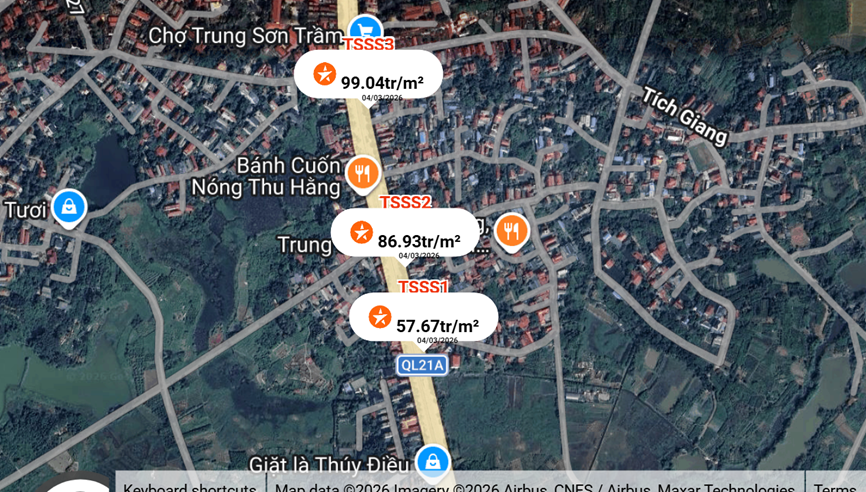 Chợ Trung Sơn Trầm
TSSS3
99.04tr/m²
04/03/2026
Tích Giang
Bánh Cuốn
Nóng Thu Hằng
Tươi
TSSS2
86.93tr/m²
04/03/2026
g,
...
Trung
TSSS1
57.67tr/m²
04/03/2026
QL21A
Giặt là Thúy Điều
Keyboard shortcuts
Map data ©2026 Imagery ©2026 Airbus, CNES / Airbus, Maxar Technologies
Terms